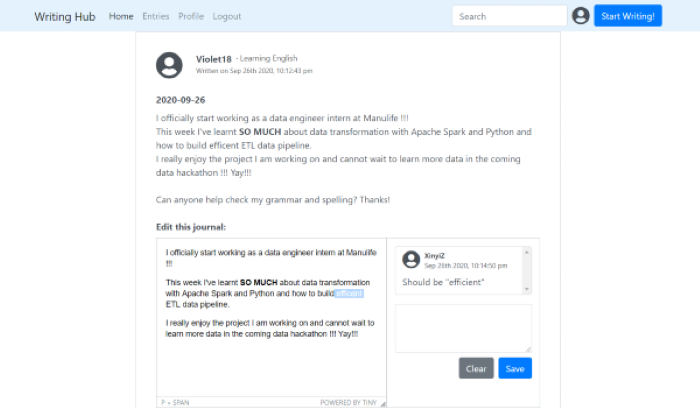 Writing Hub Home Entries Profile Logout Search Start Writing!
Violet18 - Learning English
Written on Sep 26th 2020, 10:12:43 pm
2020-09-26
I officially start working as a data engineer intern at Manulife !!!
This week I've learnt SO MUCH about data transformation with Apache Spark and Python and
how to build efficent ETL data pipeline.
I really enjoy the project I am working on and cannot wait to learn more data in the coming
data hackathon !!! Yay!!!
Can anyone help check my grammar and spelling? Thanks!
Edit this journal:
I officially start working as a data engineer intern at Manulife
!!!
This week I've learnt SO MUCH about data transformation
with Apache Spark and Python and how to build efficent
ETL data pipeline.
I really enjoy the project I am working on and cannot wait to
learn more data in the coming data hackathon !!! Yay!!!
P » SPAN POWERED BY TINY
XinyiZ
Sep 26th 2020, 10:14:50 pm
Should be "efficient"
Clear Save